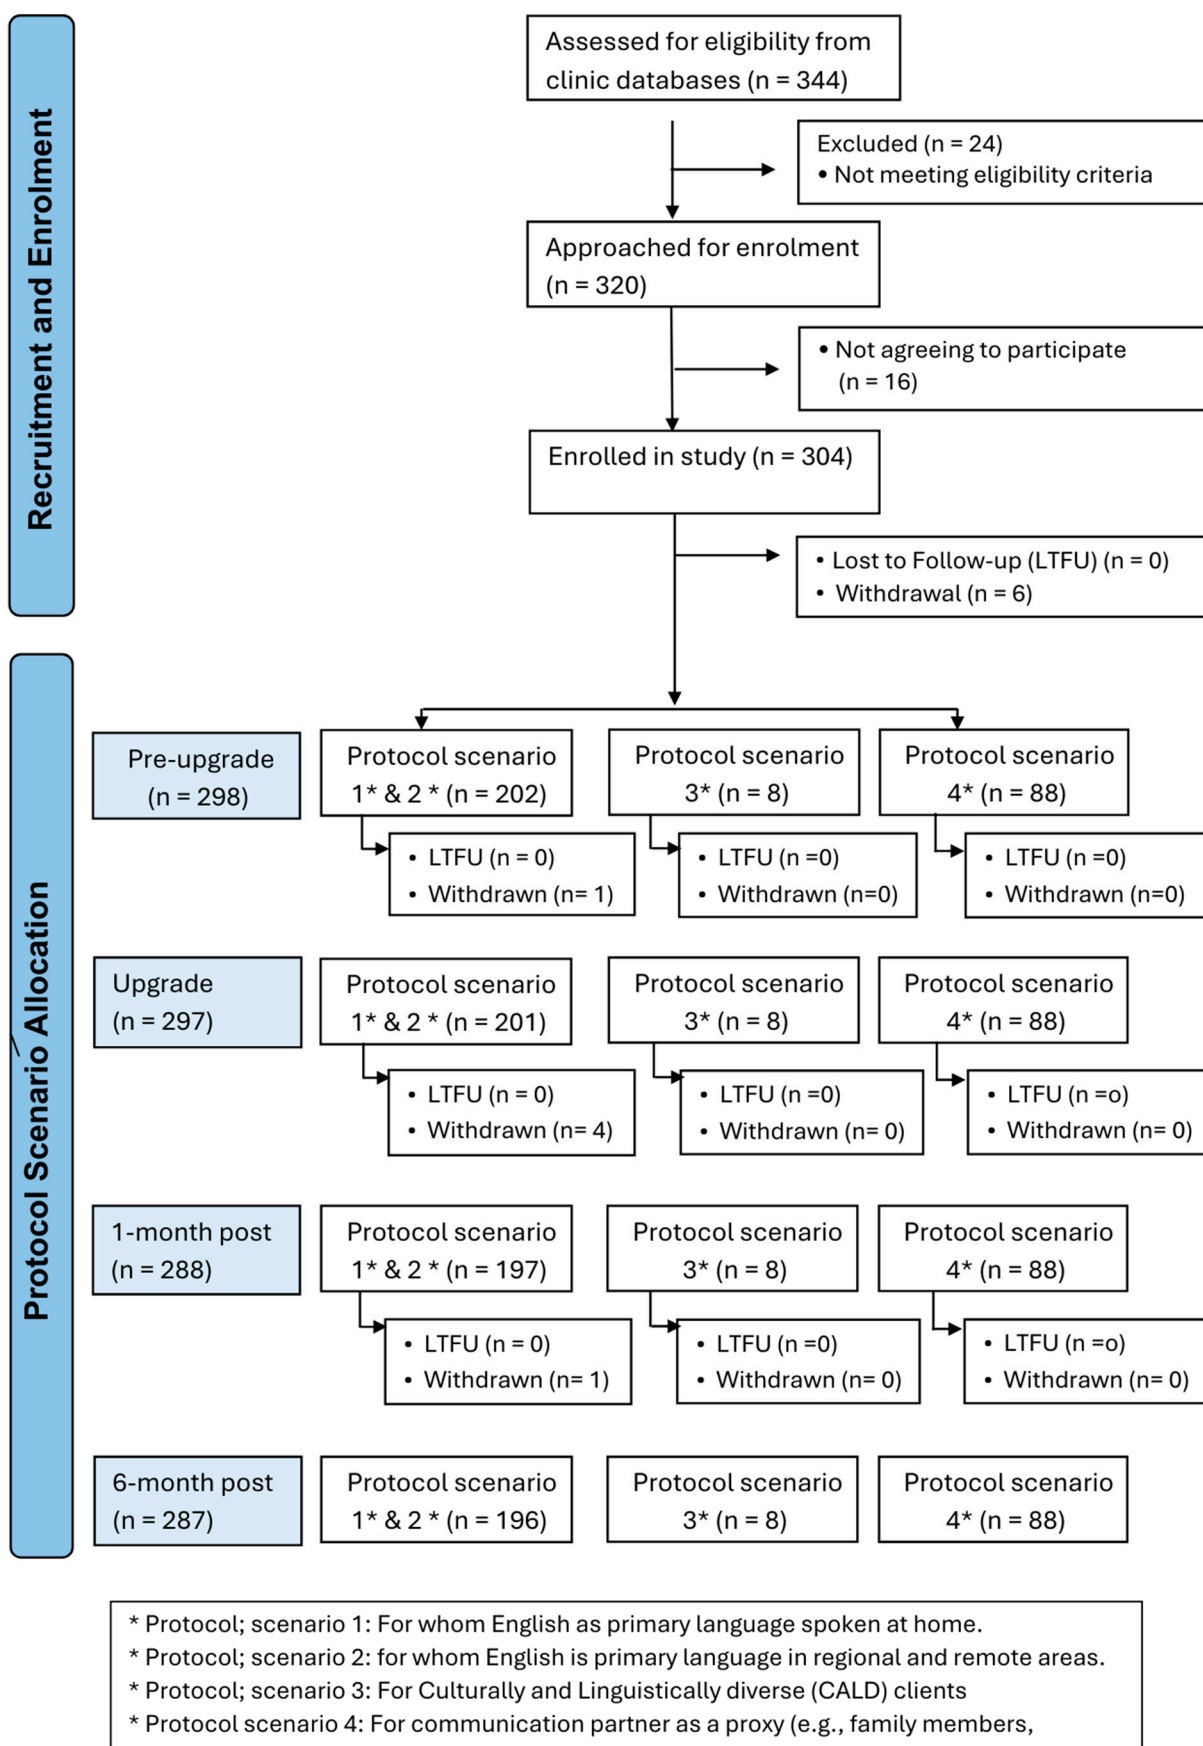 Recruitment and Enrolment
Assessed for eligibility from
clinic databases (n = 344)
Excluded (n = 24)
• Not meeting eligibility criteria
Approached for enrolment
(n = 320)
• Not agreeing to participate
(n = 16)
Enrolled in study (n = 304)
• Lost to Follow-up (LTFU) (n = 0)
• Withdrawal (n = 6)
Protocol Scenario Allocation
Pre-upgrade
(n = 298)
Protocol scenario
1* & 2 * (n = 202)
Protocol scenario
3* (n = 8)
Protocol scenario
4* (n = 88)
• LTFU (n = 0)
• Withdrawn (n= 1)
• LTFU (n =0)
• Withdrawn (n=0)
• LTFU (n =0)
• Withdrawn (n=0)
Upgrade
(n = 297)
Protocol scenario
1* & 2 * (n = 201)
Protocol scenario
3* (n = 8)
Protocol scenario
4* (n = 88)
• LTFU (n = 0)
• Withdrawn (n= 4)
• LTFU (n =0)
• Withdrawn (n= 0)
• LTFU (n =o)
• Withdrawn (n= 0)
1-month post
(n = 288)
Protocol scenario
1* & 2 * (n = 197)
Protocol scenario
3* (n = 8)
Protocol scenario
4* (n = 88)
• LTFU (n = 0)
• Withdrawn (n= 1)
• LTFU (n =0)
• Withdrawn (n= 0)
• LTFU (n =o)
• Withdrawn (n= 0)
6-month post
(n = 287)
Protocol scenario
1* & 2 * (n = 196)
Protocol scenario
3* (n = 8)
Protocol scenario
4* (n = 88)
* Protocol; scenario 1: For whom English as primary language spoken at home.
* Protocol; scenario 2: for whom English is primary language in regional and remote areas.
* Protocol; scenario 3: For Culturally and Linguistically diverse (CALD) clients
* Protocol scenario 4: For communication partner as a proxy (e.g., family members,